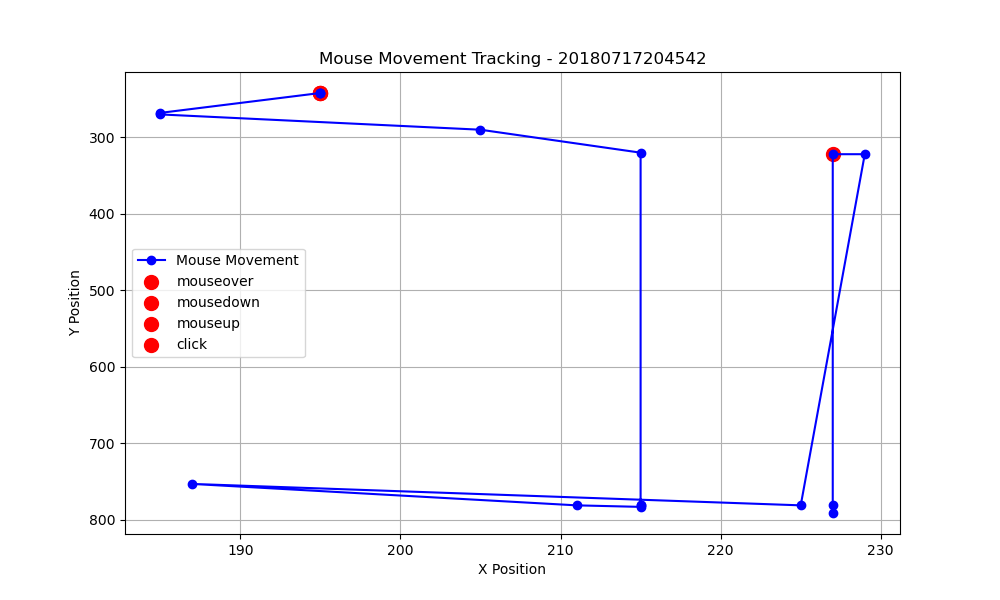 Mouse Movement Tracking - 20180717204542
300
400
500
600
700
800
Y Position
Mouse Movement
mouseover
mousedown
mouseup
click
190
200
210
220
230
X Position